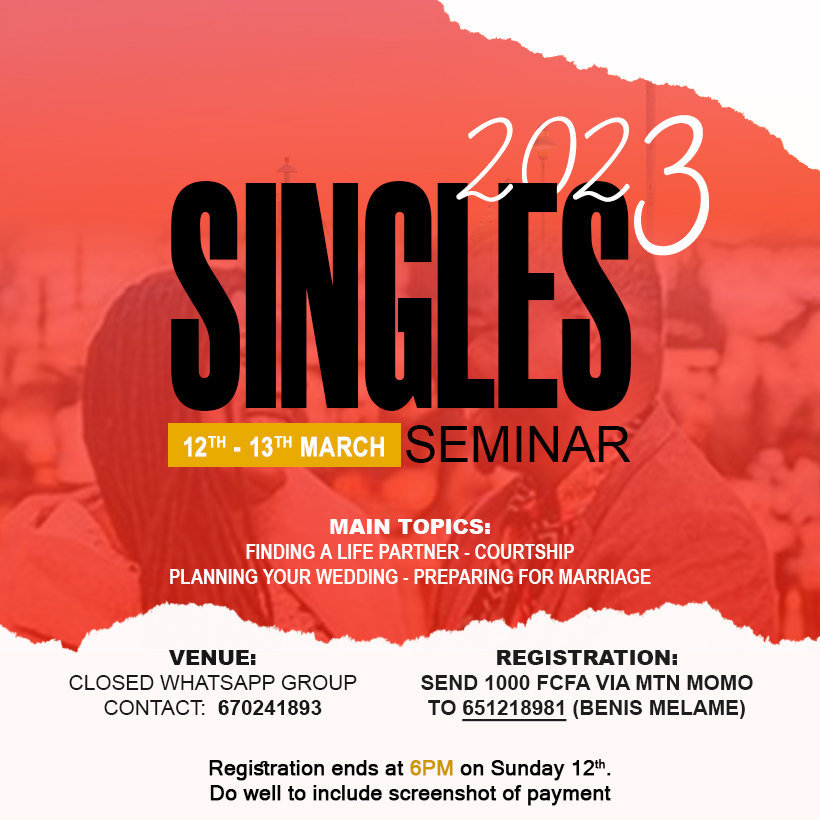 2023
SINGLES
12TH - 13TH MARCH SEMINAR
MAIN TOPICS:
FINDING A LIFE PARTNER - COURTSHIP
PLANNING YOUR WEDDING - PREPARING FOR MARRIAGE
VENUE:
CLOSED WHATSAPP GROUP
CONTACT: 670241893
REGISTRATION:
SEND 1000 FCFA VIA MTN MOMO
TO 651218981 (BENIS MELAME)
Registration ends at 6PM on Sunday 12th.
Do well to include screenshot of payment